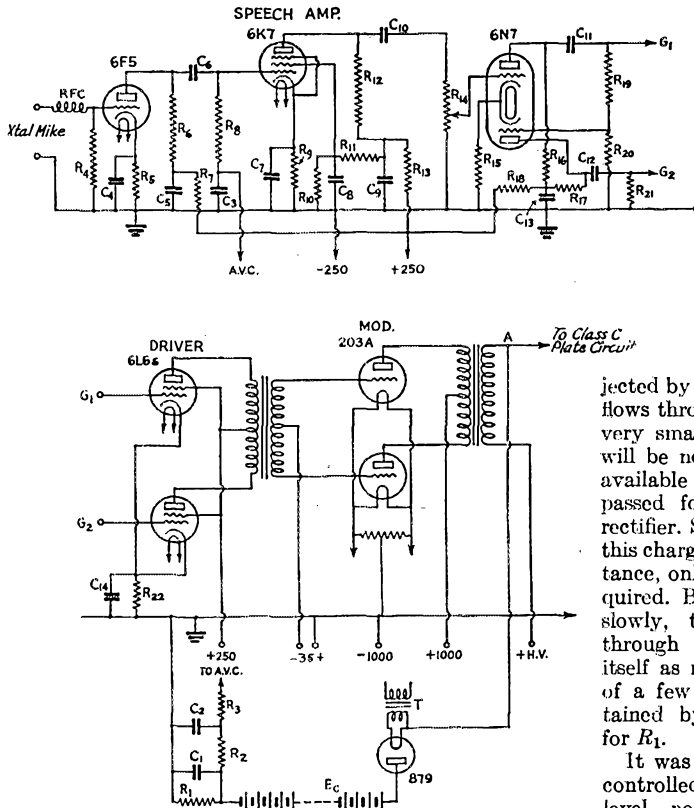 SPEECH AMP.
6F5
C6
6K7
C10
6N7
C11
G1
RFC
Xtal Mike
R4
C4
R5
R6
C5
R7
R8
C3
C7
R9
R10
R11
C8
R12
C9
R13
R14
R15
R16
R18
C13
R17
C12
R19
R20
R21
G2
A.V.C.
-250
+250
DRIVER
6L6s
MOD.
203A
A
To Class C
Plate Circuit
G1
G2
C14
R22
+250
TO A.V.C.
-35+
-1000
+1000
+H.V.
C2
R3
C1
R2
R1
EC
T
879
jected by
flows thro
very smal
will be ne
available
passed fo
rectifier. S
this charg
tance, onl
quired. B
slowly, t
through
itself as n
of a few
tained by
for R1.
It was
controlled
level, no